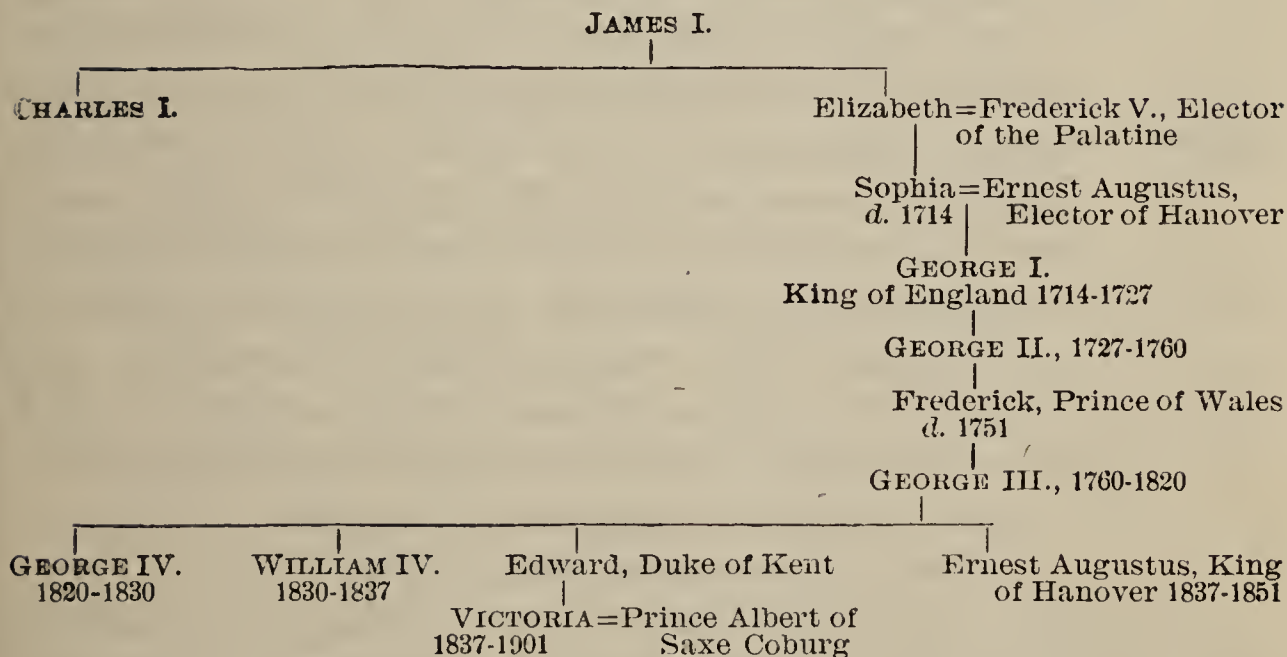 JAMES I.
CHARLES I.
Elizabeth=Frederick V., Elector
of the Palatine
Sophia=Ernest Augustus,
d. 1714 Elector of Hanover
GEORGE I.
King of England 1714-1727
GEORGE II., 1727-1760
Frederick, Prince of Wales
d. 1751
GEORGE III., 1760-1820
GEORGE IV. WILLIAM IV. Edward, Duke of Kent Ernest Augustus, King
1820-1830 1830-1837 of Hanover 1837-1851
VICTORIA=Prince Albert of
1837-1901 Saxe Coburg